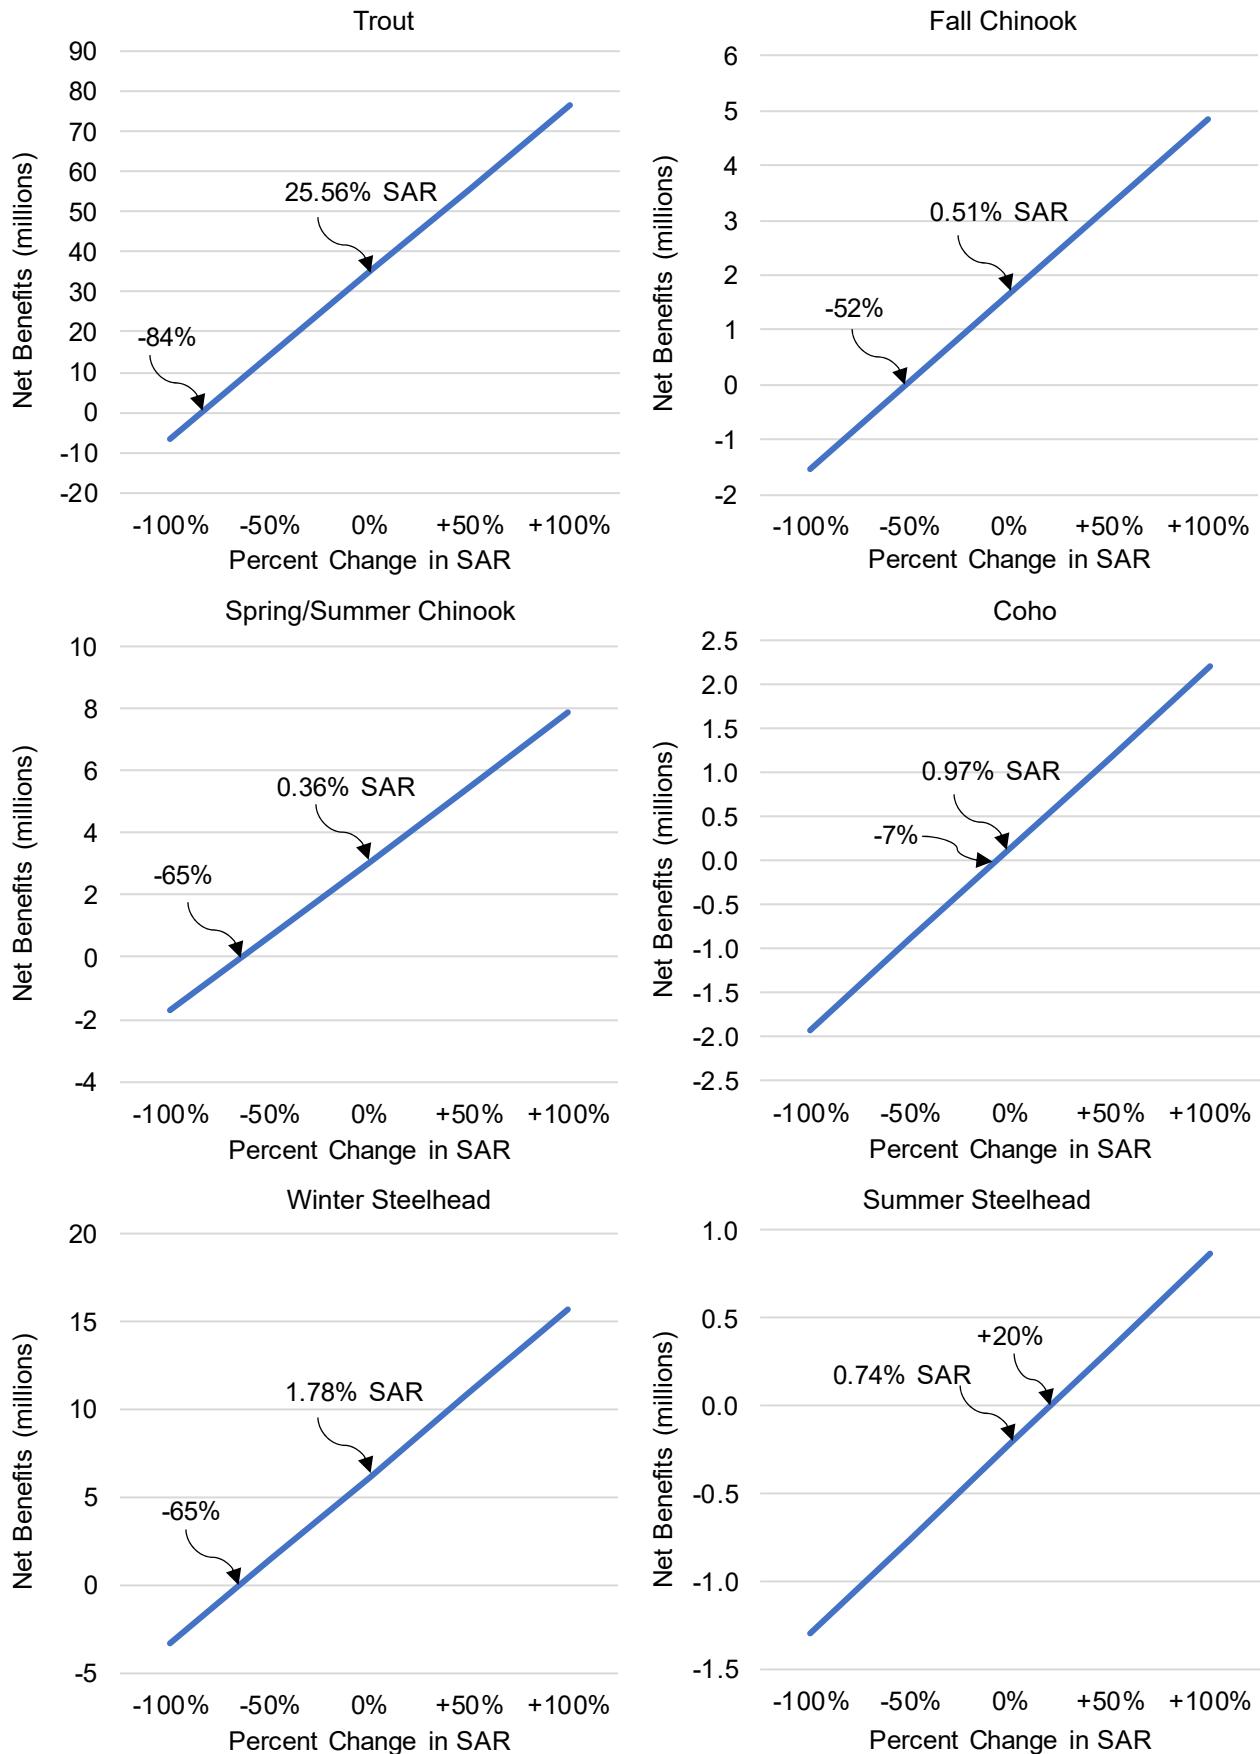 Trout
Net Benefits (millions)
90
80
70
60
50
40
30
20
10
0
-10
-20
25.56% SAR
-84%
-100% -50% 0% +50% +100%
Percent Change in SAR
Fall Chinook
Net Benefits (millions)
6
5
4
3
2
1
0
-1
-2
0.51% SAR
-52%
-100% -50% 0% +50% +100%
Percent Change in SAR
Spring/Summer Chinook
Net Benefits (millions)
10
8
6
4
2
0
-2
-4
0.36% SAR
-65%
-100% -50% 0% +50% +100%
Percent Change in SAR
Coho
Net Benefits (millions)
2.5
2.0
1.5
1.0
0.5
0.0
-0.5
-1.0
-1.5
-2.0
-2.5
0.97% SAR
-7%
-100% -50% 0% +50% +100%
Percent Change in SAR
Winter Steelhead
Net Benefits (millions)
20
15
10
5
0
-5
1.78% SAR
-65%
-100% -50% 0% +50% +100%
Percent Change in SAR
Summer Steelhead
Net Benefits (millions)
1.0
0.5
0.0
-0.5
-1.0
-1.5
+20%
0.74% SAR
-100% -50% 0% +50% +100%
Percent Change in SAR